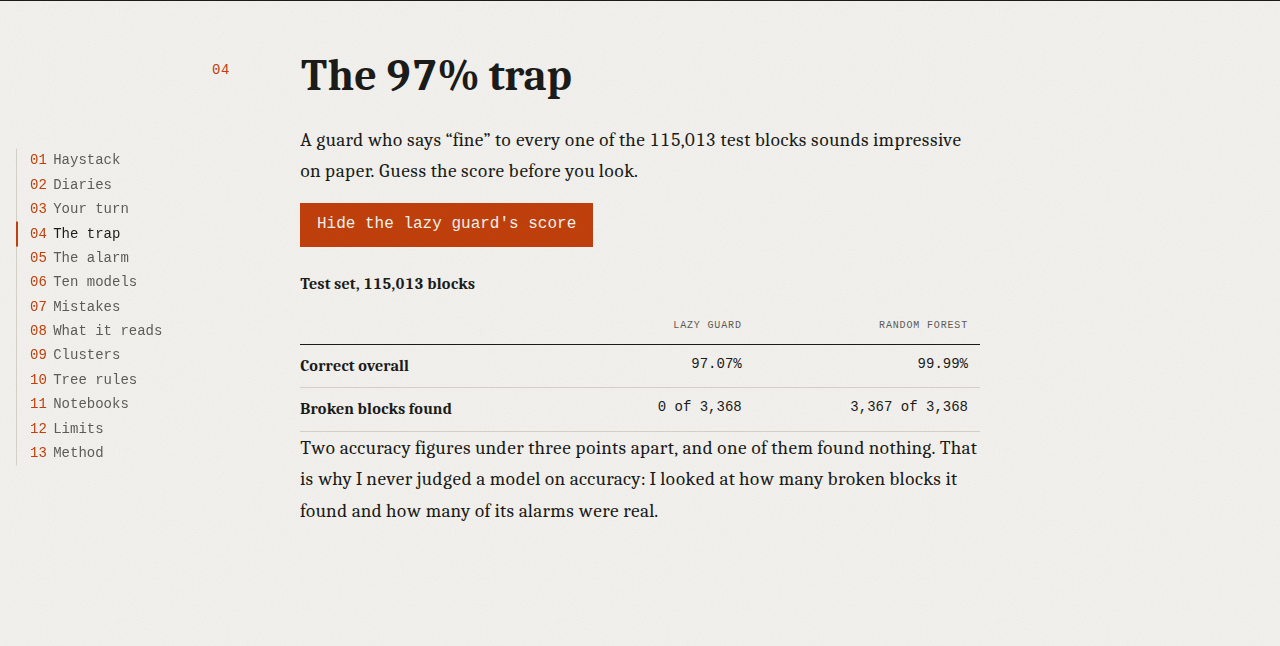 04
The 97% trap
A guard who says “fine” to every one of the 115,013 test blocks sounds impressive
on paper. Guess the score before you look.
01 Haystack
02 Diaries
03 Your turn
04 The trap
05 The alarm
06 Ten models
07 Mistakes
08 What it reads
09 Clusters
10 Tree rules
11 Notebooks
12 Limits
13 Method
Hide the lazy guard's score
Test set, 115,013 blocks
LAZY GUARD RANDOM FOREST
Correct overall 97.07% 99.99%
Broken blocks found 0 of 3,368 3,367 of 3,368
Two accuracy figures under three points apart, and one of them found nothing. That
is why I never judged a model on accuracy: I looked at how many broken blocks it
found and how many of its alarms were real.